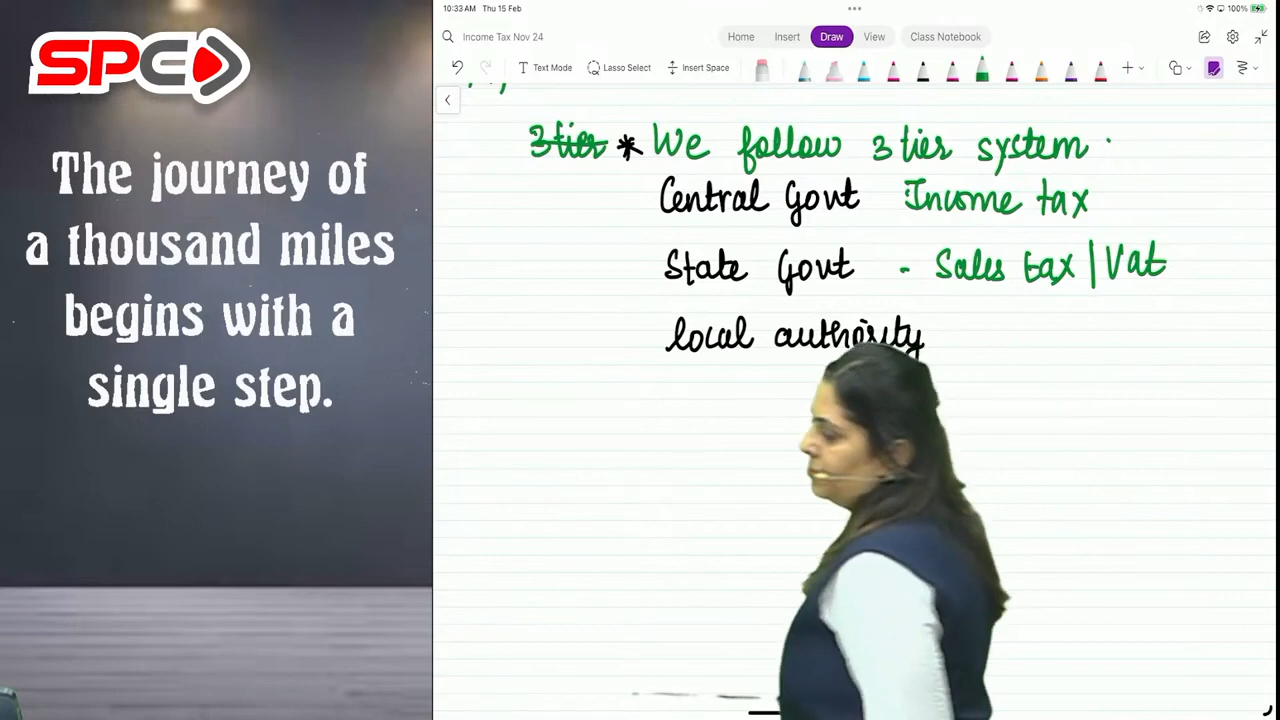 SPC
The journey of
a thousand miles
begins with a
single step.
10:33 AM Thu 15 Feb
100%
Income Tax Nov 24
Home Insert Draw View Class Notebook
Text Mode Lasso Select Insert Space
3 tier * We follow 3 tier system
Central Govt Income tax
State Govt - Sales tax | Vat
local authority